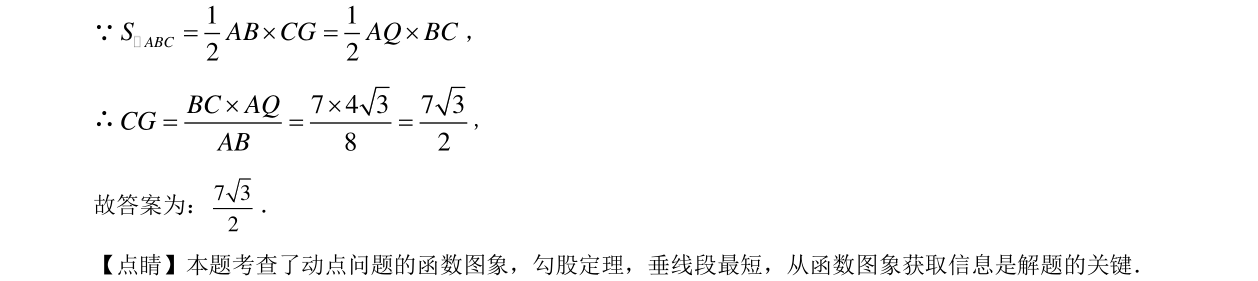 ∵ S□ABC = 1/2 AB×CG = 1/2 AQ×BC，
∴ CG = BC×AQ/AB = 7×4√3/8 = 7√3/2，
故答案为：7√3/2．
【点睛】本题考查了动点问题的函数图象，勾股定理，垂线段最短，从函数图象获取信息是解题的关键．